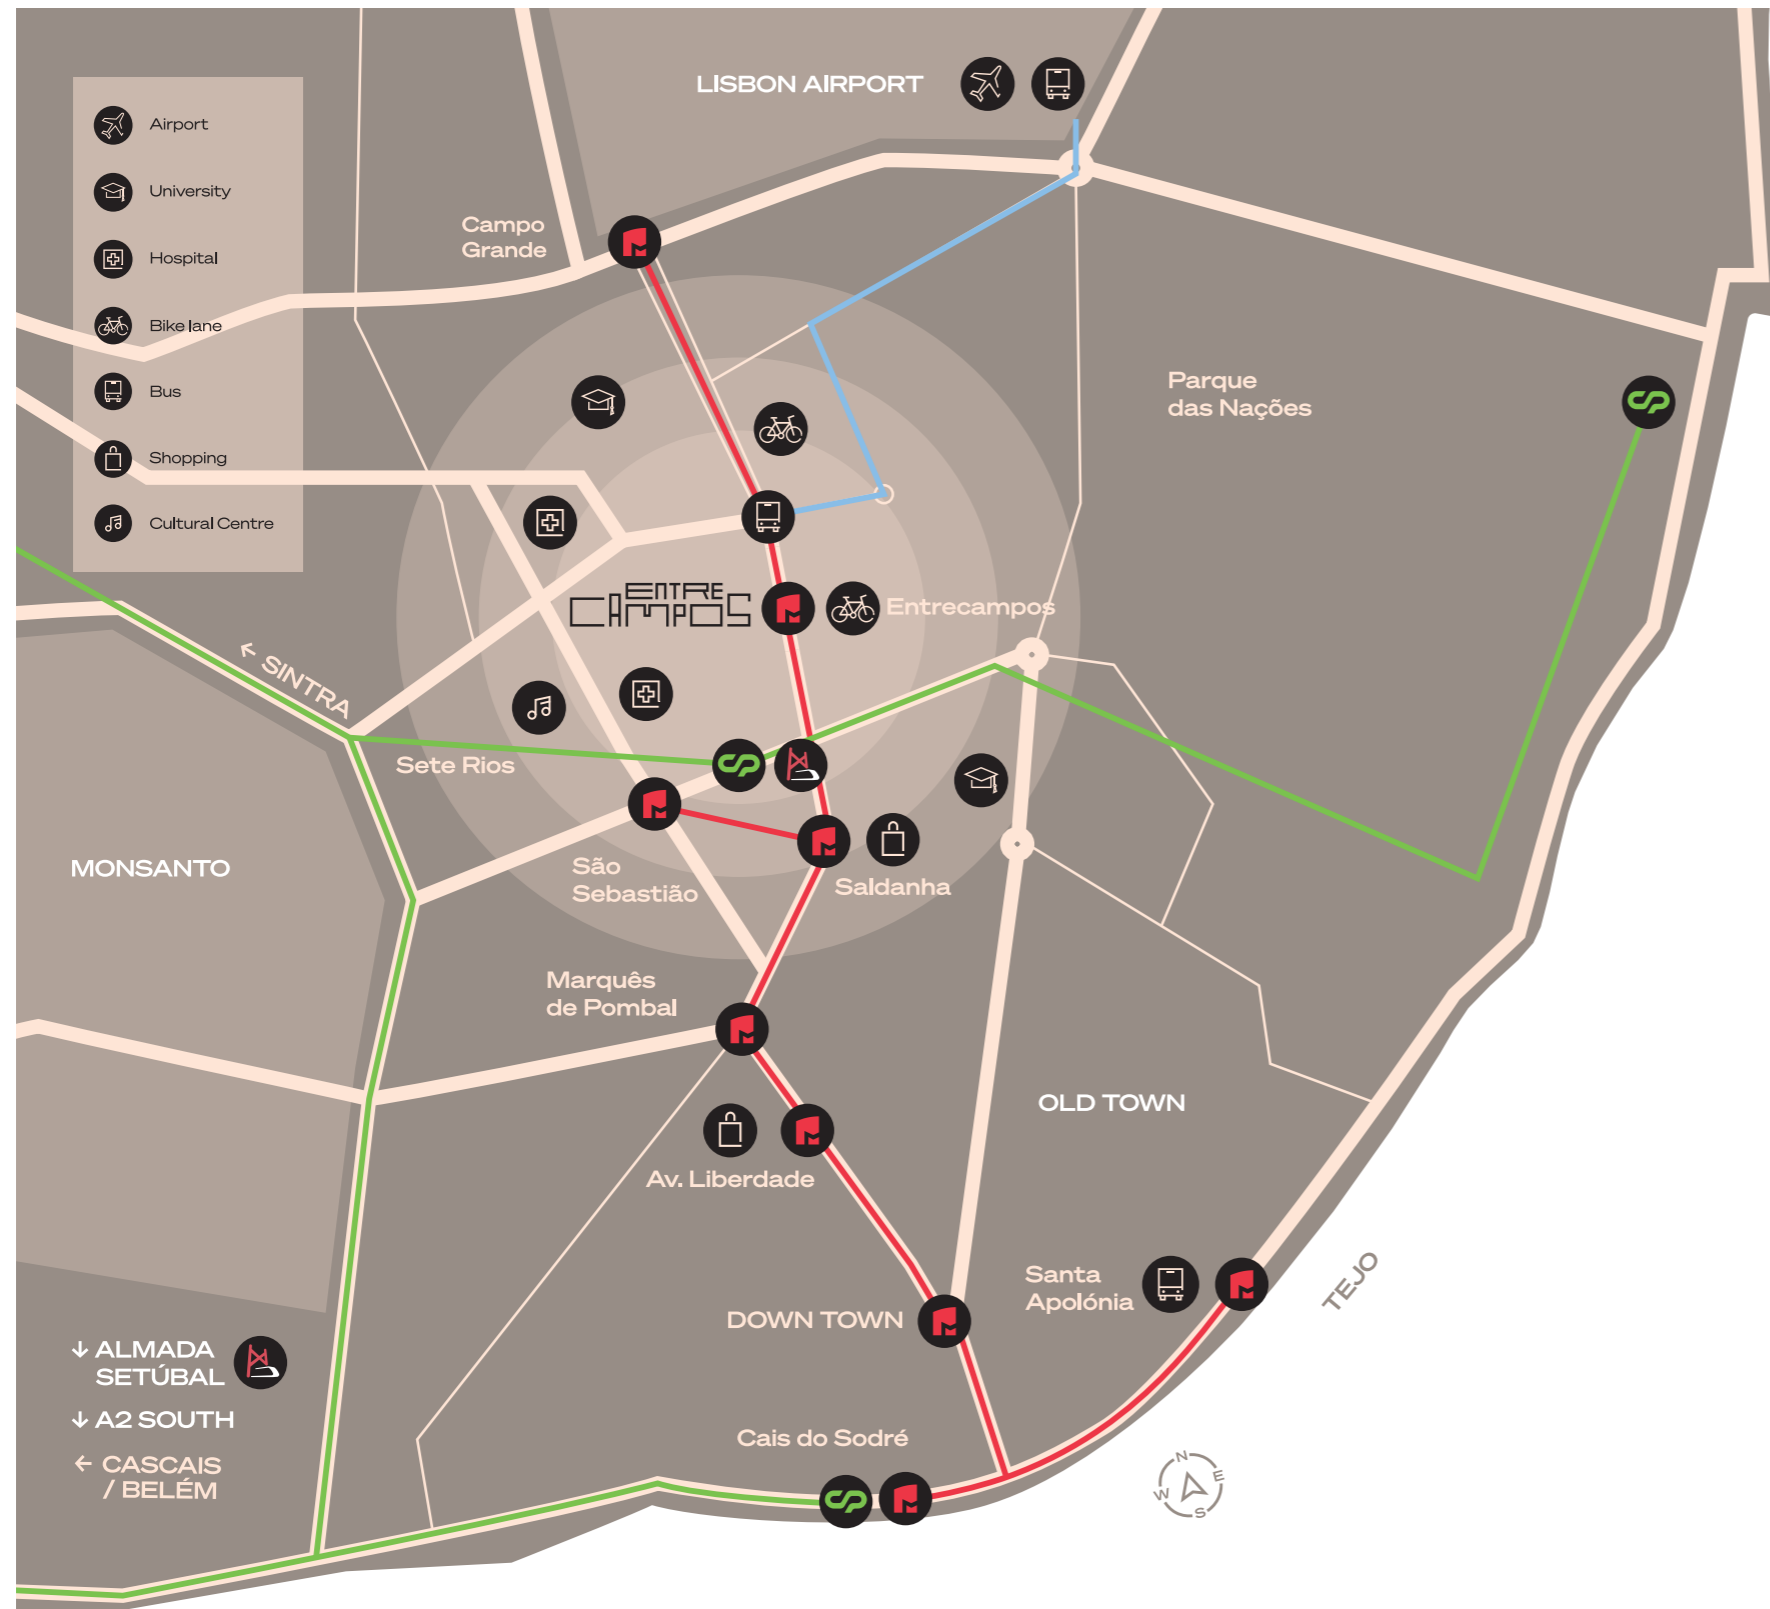 LISBON AIRPORT
Airport
University
Hospital
Bike lane
Bus
Shopping
Cultural Centre
Campo
Grande
Parque
das Nações
ENTRE
CAMPOS
Entrecampos
← SINTRA
Sete Rios
MONSANTO
São
Sebastião
Saldanha
Marquês
de Pombal
OLD TOWN
Av. Liberdade
Santa
Apolónia
TEJO
DOWN TOWN
↓ ALMADA
SETÚBAL
↓ A2 SOUTH
← CASCAIS
/ BELÉM
Cais do Sodré
N
E
W
S